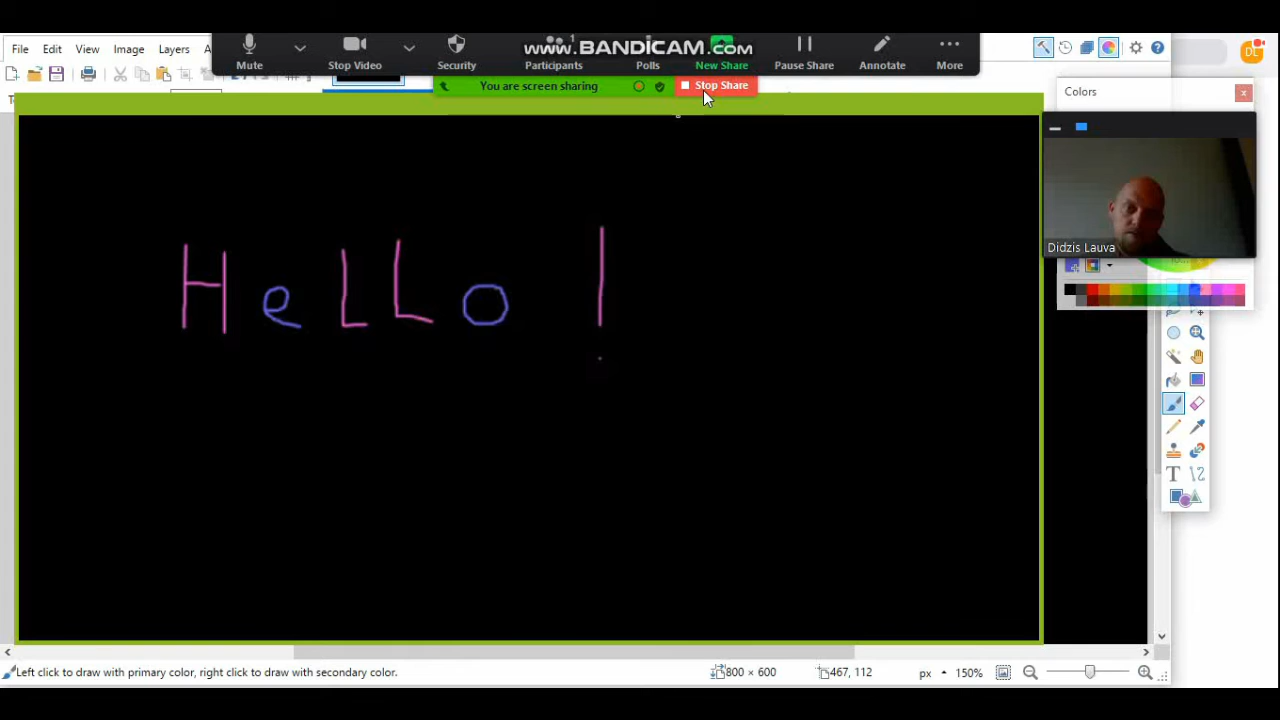 File Edit View Image Layers A
Mute Stop Video Security Participants 1 Polls New Share Pause Share Annotate More
www.BANDICAM.com
You are screen sharing Stop Share
DL
Colors
Didzis Lauva
HeLLo !
Left click to draw with primary color, right click to draw with secondary color. 800 × 600 467, 112 px 150%